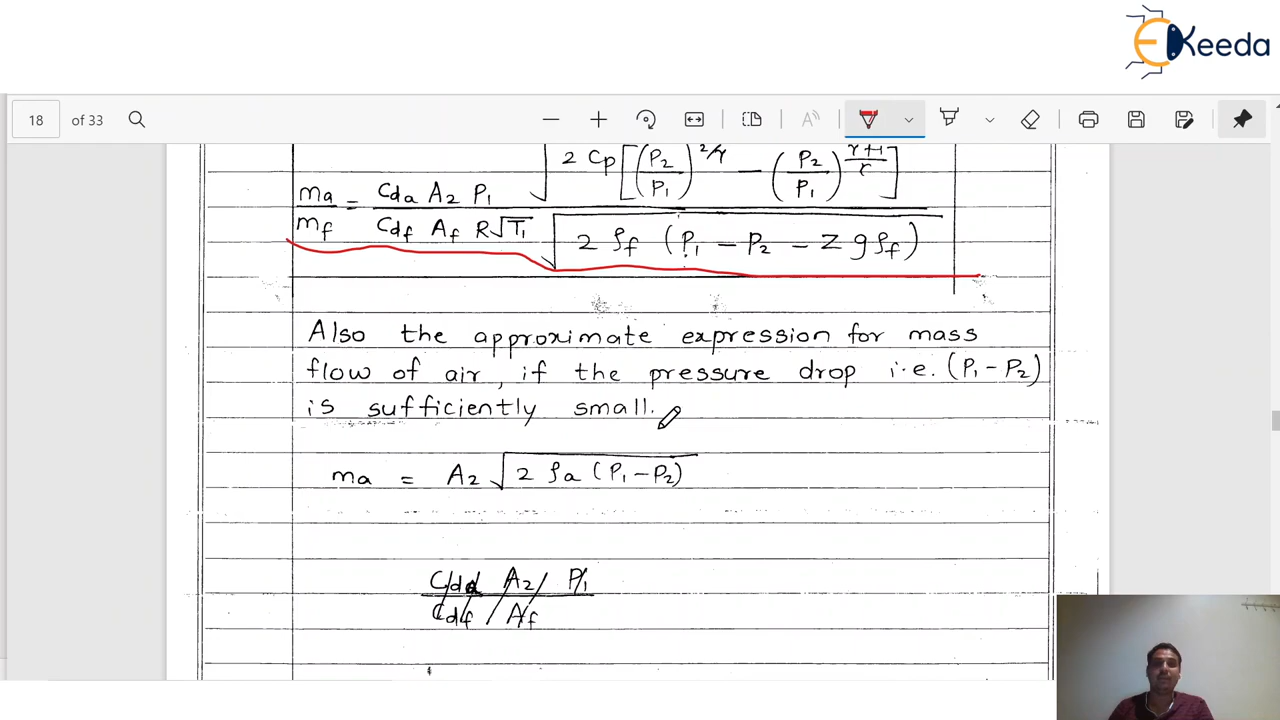 Keeda
18 of 33
2 Cp [(P2/P1)^2/r − (P2/P1)^r+1/r]
ma/mf = Cda A2 P1 / Cdf Af R√T1 √2 ρf (P1 − P2 − Z g ρf)
Also the approximate expression for mass
flow of air, if the pressure drop i.e. (P1 − P2)
is sufficiently small.
ma = A2 √2 ρa (P1 − P2)
Cda A2 P1
Cdf Af